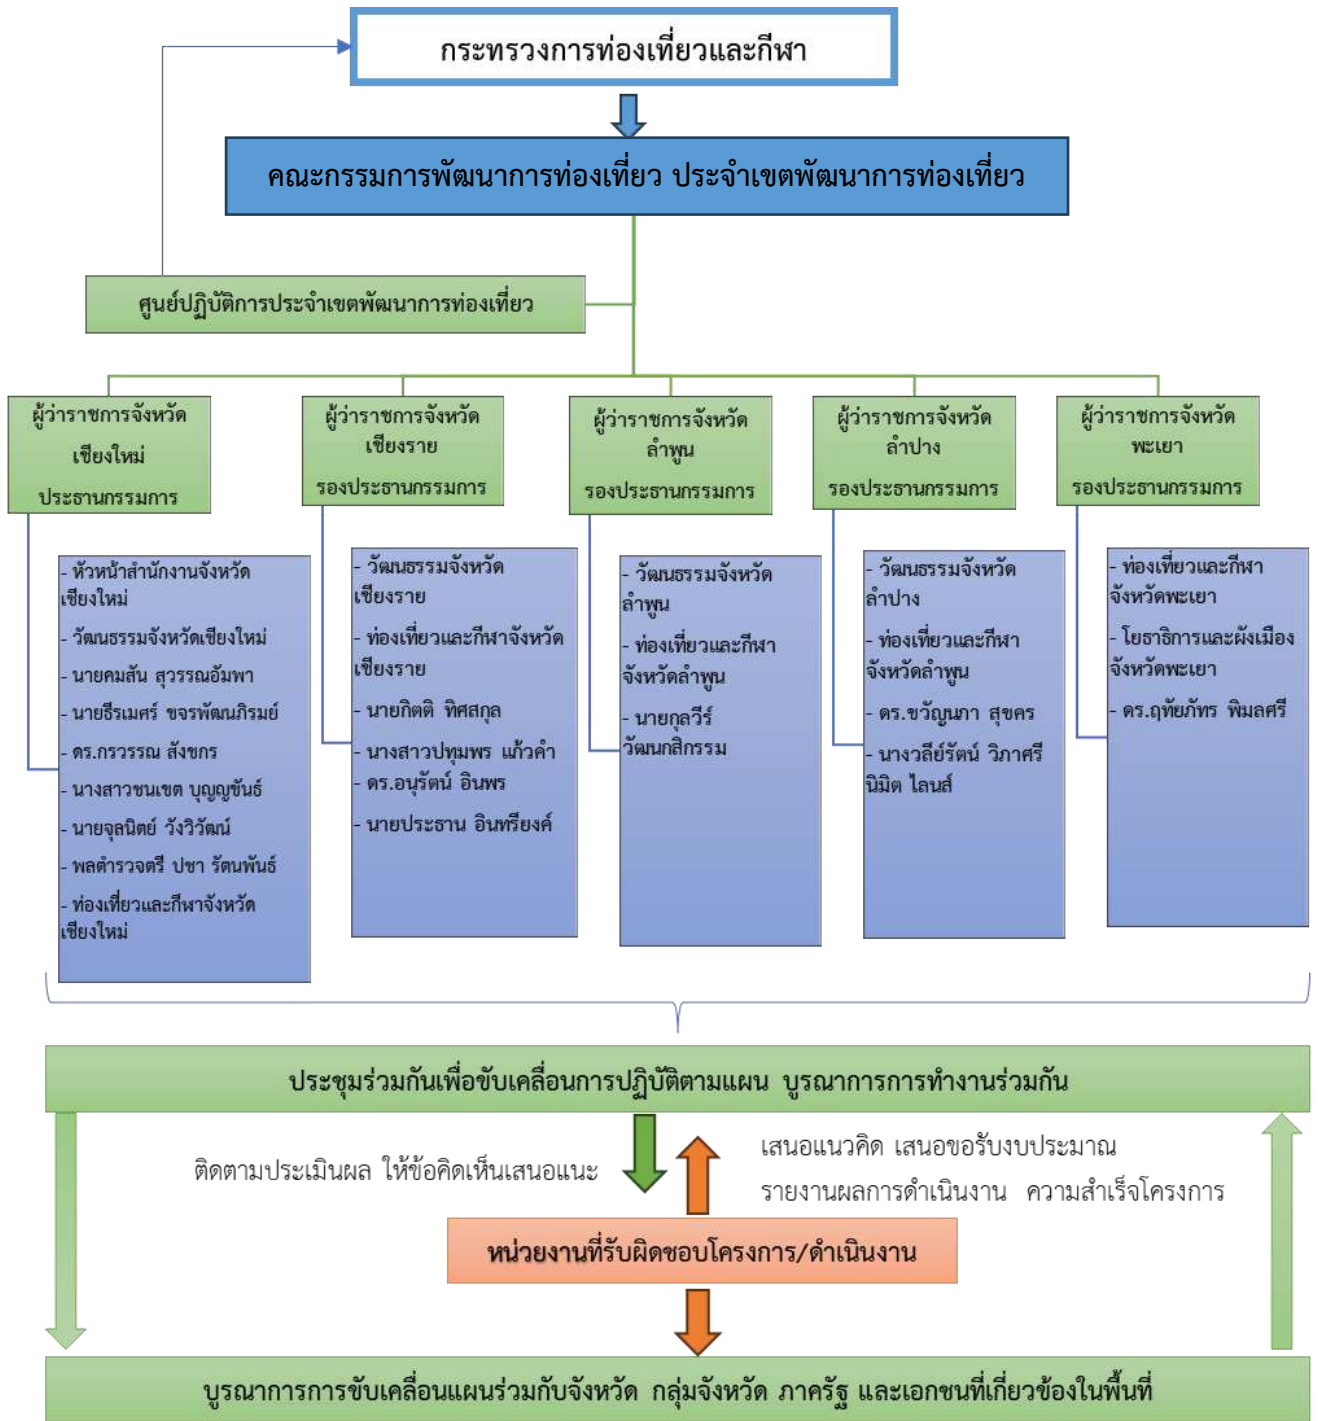 กระทรวงการท่องเที่ยวและกีฬา
คณะกรรมการพัฒนาการท่องเที่ยว ประจำเขตพัฒนาการท่องเที่ยว
ศูนย์ปฏิบัติการประจำเขตพัฒนาการท่องเที่ยว
ผู้ว่าราชการจังหวัด
เชียงใหม่
ประธานกรรมการ
- หัวหน้าสำนักงานจังหวัด
เชียงใหม่
- วัฒนธรรมจังหวัดเชียงใหม่
- นายคมสัน สุวรรณอัมพา
- นายธีรเมศร์ ขจรพัฒนภิรมย์
- ดร.กรวรรณ สังขกร
- นางสาวชนเขต บุญญขันธ์
- นายจุลนิตย์ วังวิวัฒน์
- พลตำรวจตรี ปชา รัตนพันธ์
- ท่องเที่ยวและกีฬาจังหวัด
เชียงใหม่
ผู้ว่าราชการจังหวัด
เชียงราย
รองประธานกรรมการ
- วัฒนธรรมจังหวัด
เชียงราย
- ท่องเที่ยวและกีฬาจังหวัด
เชียงราย
- นายกิตติ ทิศสกุล
- นางสาวปทุมพร แก้วคำ
- ดร.อนุรัตน์ อินพร
- นายประธาน อินทรียงค์
ผู้ว่าราชการจังหวัด
ลำพูน
รองประธานกรรมการ
- วัฒนธรรมจังหวัด
ลำพูน
- ท่องเที่ยวและกีฬา
จังหวัดลำพูน
- นายกุลวีร์
วัฒนกสิกรรม
ผู้ว่าราชการจังหวัด
ลำปาง
รองประธานกรรมการ
- วัฒนธรรมจังหวัด
ลำปาง
- ท่องเที่ยวและกีฬา
จังหวัดลำพูน
- ดร.ขวัญนภา สุขคร
- นางวลีย์รัตน์ วิภาศรี
นิมิต ไลนส์
ผู้ว่าราชการจังหวัด
พะเยา
รองประธานกรรมการ
- ท่องเที่ยวและกีฬา
จังหวัดพะเยา
- โยธาธิการและผังเมือง
จังหวัดพะเยา
- ดร.ฤทัยภัทร พิมลศรี
ประชุมร่วมกันเพื่อขับเคลื่อนการปฏิบัติตามแผน บูรณาการการทำงานร่วมกัน
ติดตามประเมินผล ให้ข้อคิดเห็นเสนอแนะ
เสนอแนวคิด เสนอขอรับงบประมาณ
รายงานผลการดำเนินงาน ความสำเร็จโครงการ
หน่วยงานที่รับผิดชอบโครงการ/ดำเนินงาน
บูรณาการการขับเคลื่อนแผนร่วมกับจังหวัด กลุ่มจังหวัด ภาครัฐ และเอกชนที่เกี่ยวข้องในพื้นที่